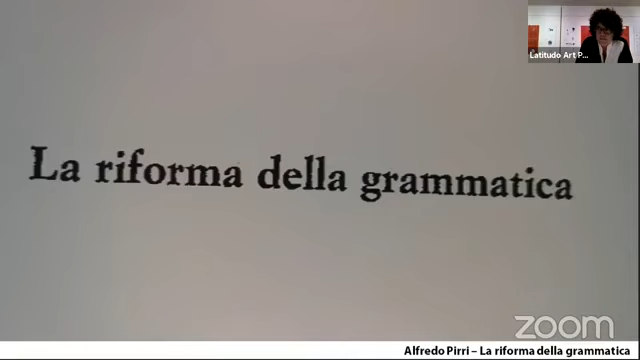 Latitudo Art P...
La riforma della grammatica
zoom
Alfredo Pirri – La riforma della grammatica